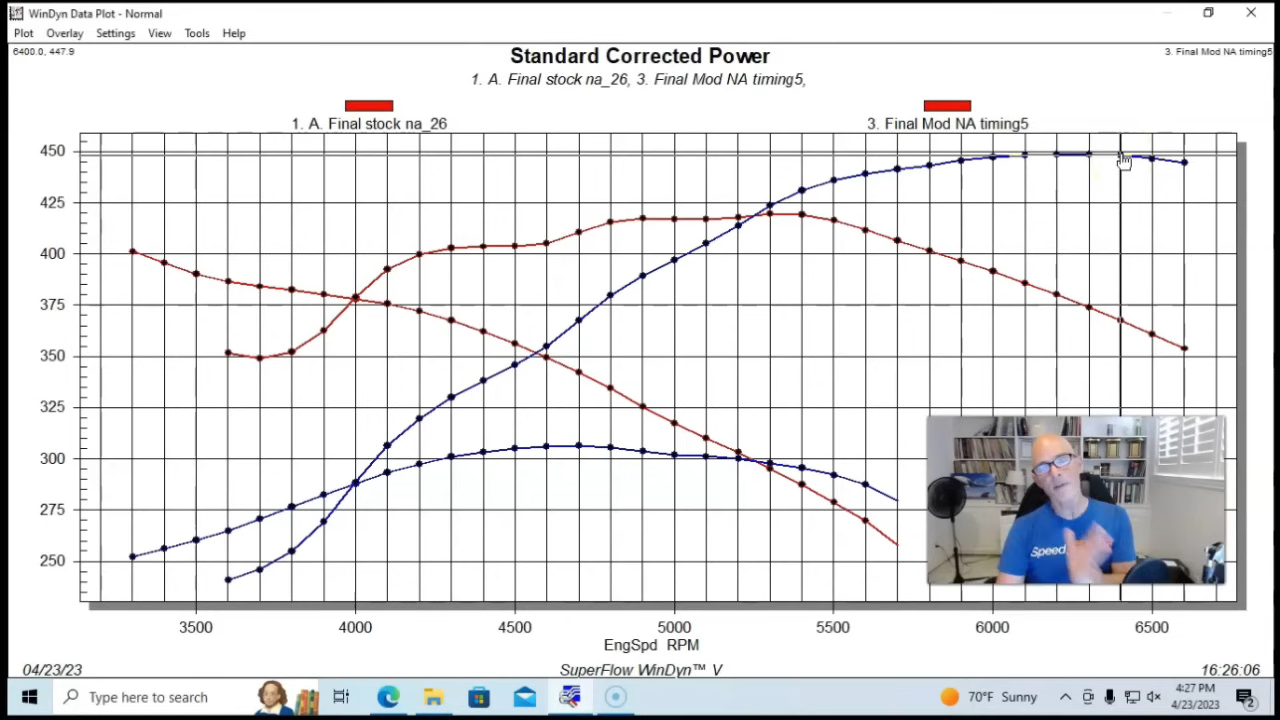 WinDyn Data Plot - Normal
Plot Overlay Settings View Tools Help
6400.0, 447.9
3. Final Mod NA timing5
Standard Corrected Power
1. A. Final stock na_26, 3. Final Mod NA timing5,
1. A. Final stock na_26
3. Final Mod NA timing5
450
425
400
375
350
325
300
275
250
3500 4000 4500 5000 5500 6000 6500
EngSpd RPM
Speed
04/23/23
SuperFlow WinDyn™ V
16:26:06
Type here to search
70°F Sunny
4:27 PM
4/23/2023
2